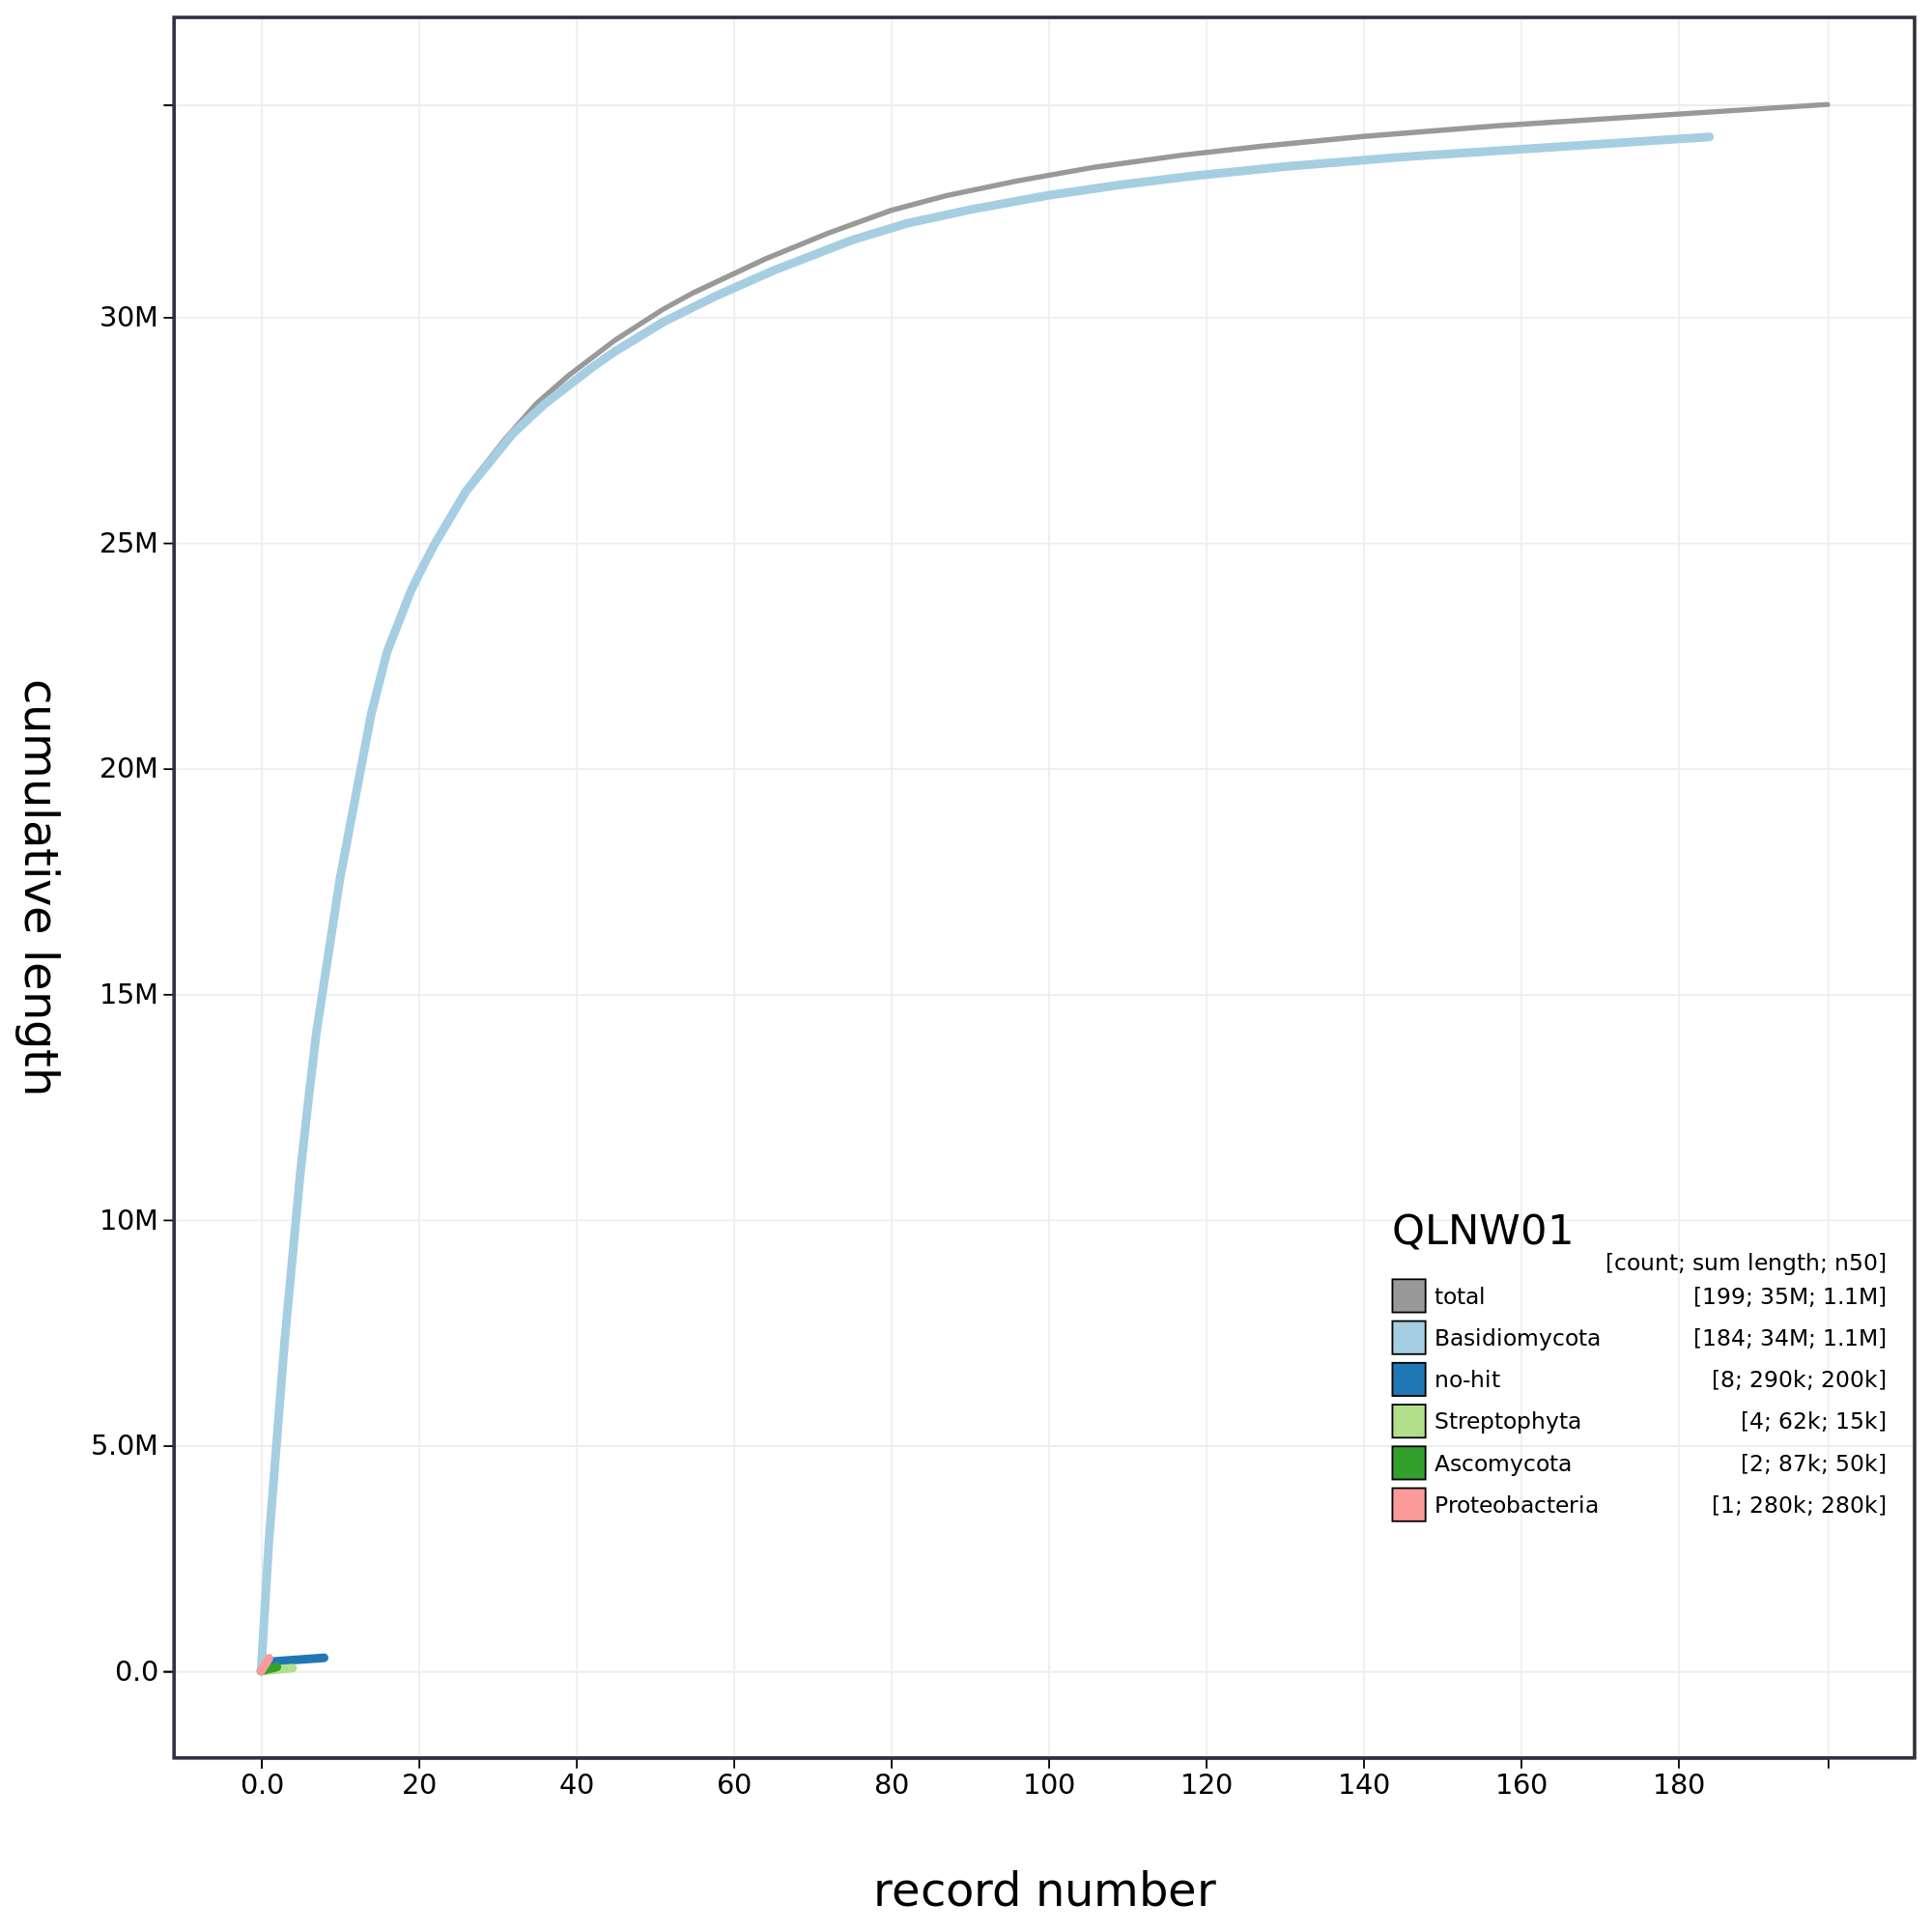 cumulative length
30M
25M
20M
15M
10M
5.0M
0.0
QLNW01
[count; sum length; n50]
total [199; 35M; 1.1M]
Basidiomycota [184; 34M; 1.1M]
no-hit [8; 290k; 200k]
Streptophyta [4; 62k; 15k]
Ascomycota [2; 87k; 50k]
Proteobacteria [1; 280k; 280k]
0.0 20 40 60 80 100 120 140 160 180
record number